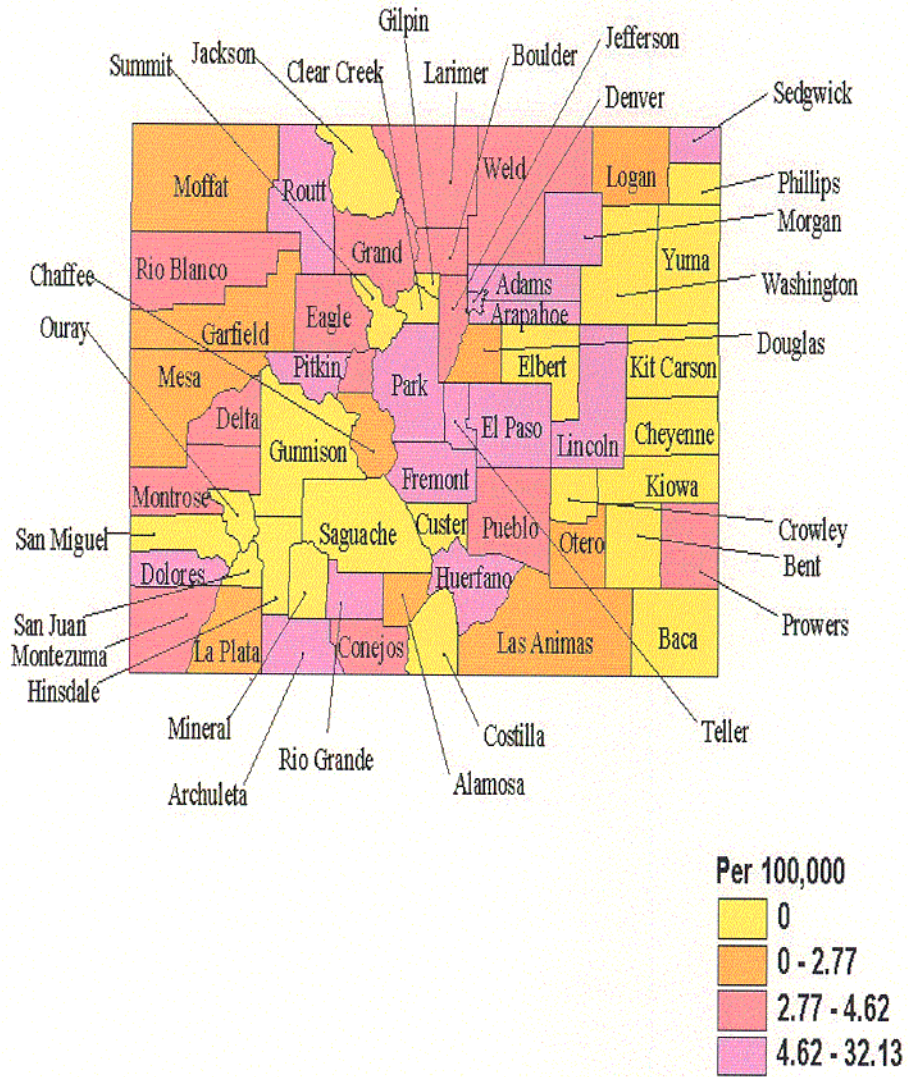 Gilpin
Jackson
Summit
Clear Creek
Larimer
Boulder
Jefferson
Denver
Sedgwick
Moffat
Routt
Weld
Logan
Phillips
Morgan
Grand
Rio Blanco
Chaffee
Yuma
Adams
Washington
Ouray
Eagle
Arapahoe
Garfield
Douglas
Pitkin
Elbert
Kit Carson
Mesa
Park
Delta
El Paso
Lincoln
Cheyenne
Gunnison
Fremont
Kiowa
Montrose
Custer
Pueblo
Crowley
San Miguel
Saguache
Otero
Bent
Dolores
Huerfano
San Juan
Prowers
Montezuma
La Plata
Conejos
Las Animas
Baca
Hinsdale
Mineral
Costilla
Teller
Rio Grande
Archuleta
Alamosa
Per 100,000
0
0 - 2.77
2.77 - 4.62
4.62 - 32.13